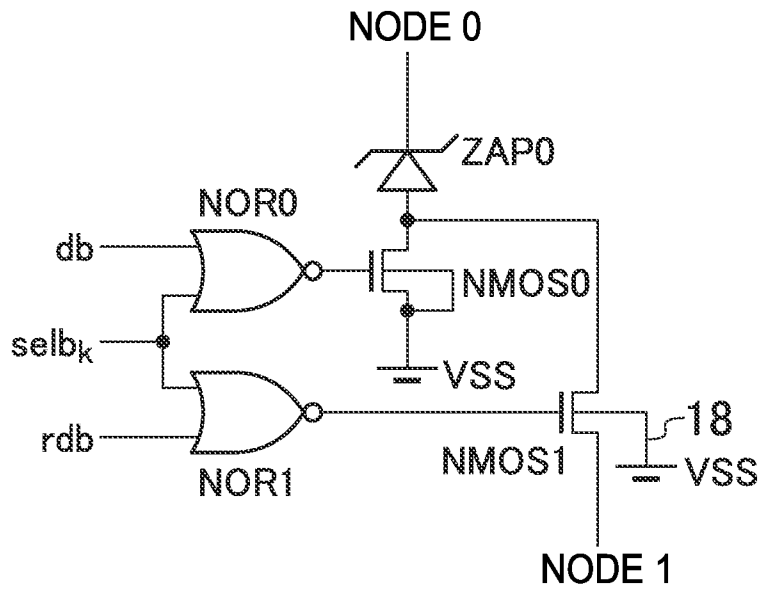 NODE 0
ZAP0
NOR0
db
NMOS0
selbk
VSS
18
rdb
NMOS1
VSS
NOR1
NODE 1